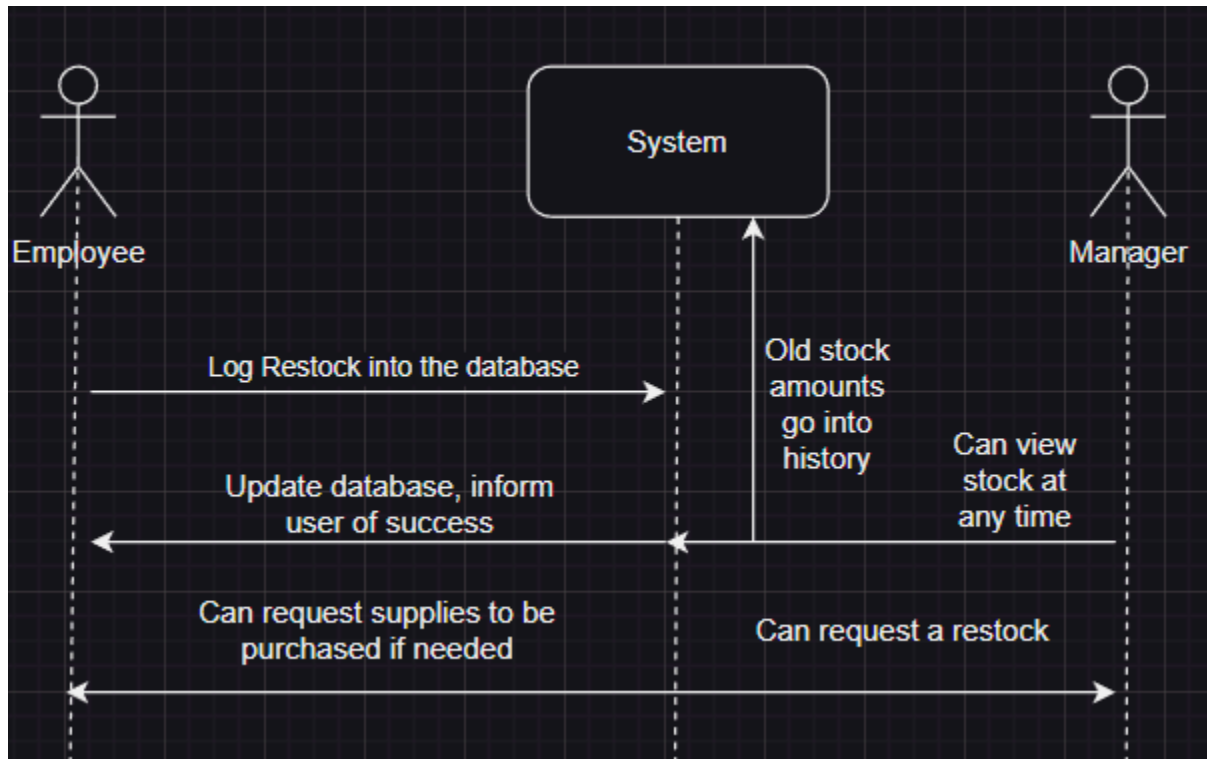 System
Employee
Manager
Log Restock into the database
Old stock
amounts
go into
history
Can view
stock at
any time
Update database, inform
user of success
Can request supplies to be
purchased if needed
Can request a restock